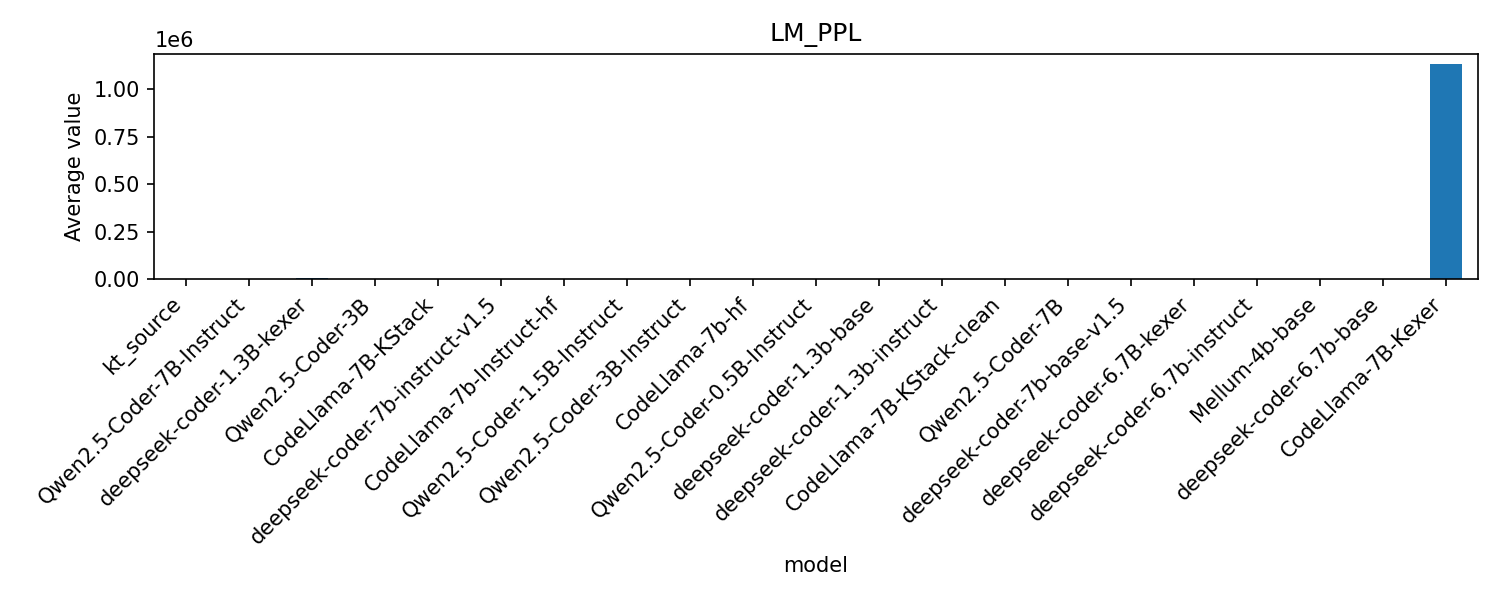 LM_PPL
1e6
Average value
1.00
0.75
0.50
0.25
0.00
kt_source
Qwen2.5-Coder-7B-Instruct
deepseek-coder-1.3B-kexer
Qwen2.5-Coder-3B
CodeLlama-7B-KStack
deepseek-coder-7b-instruct-v1.5
CodeLlama-7b-Instruct-hf
Qwen2.5-Coder-1.5B-Instruct
Qwen2.5-Coder-3B-Instruct
CodeLlama-7b-hf
Qwen2.5-Coder-0.5B-Instruct
deepseek-coder-1.3b-base
deepseek-coder-1.3b-instruct
CodeLlama-7B-KStack-clean
Qwen2.5-Coder-7B
deepseek-coder-7b-base-v1.5
deepseek-coder-6.7B-kexer
deepseek-coder-6.7b-instruct
Mellum-4b-base
deepseek-coder-6.7b-base
CodeLlama-7B-Kexer
model